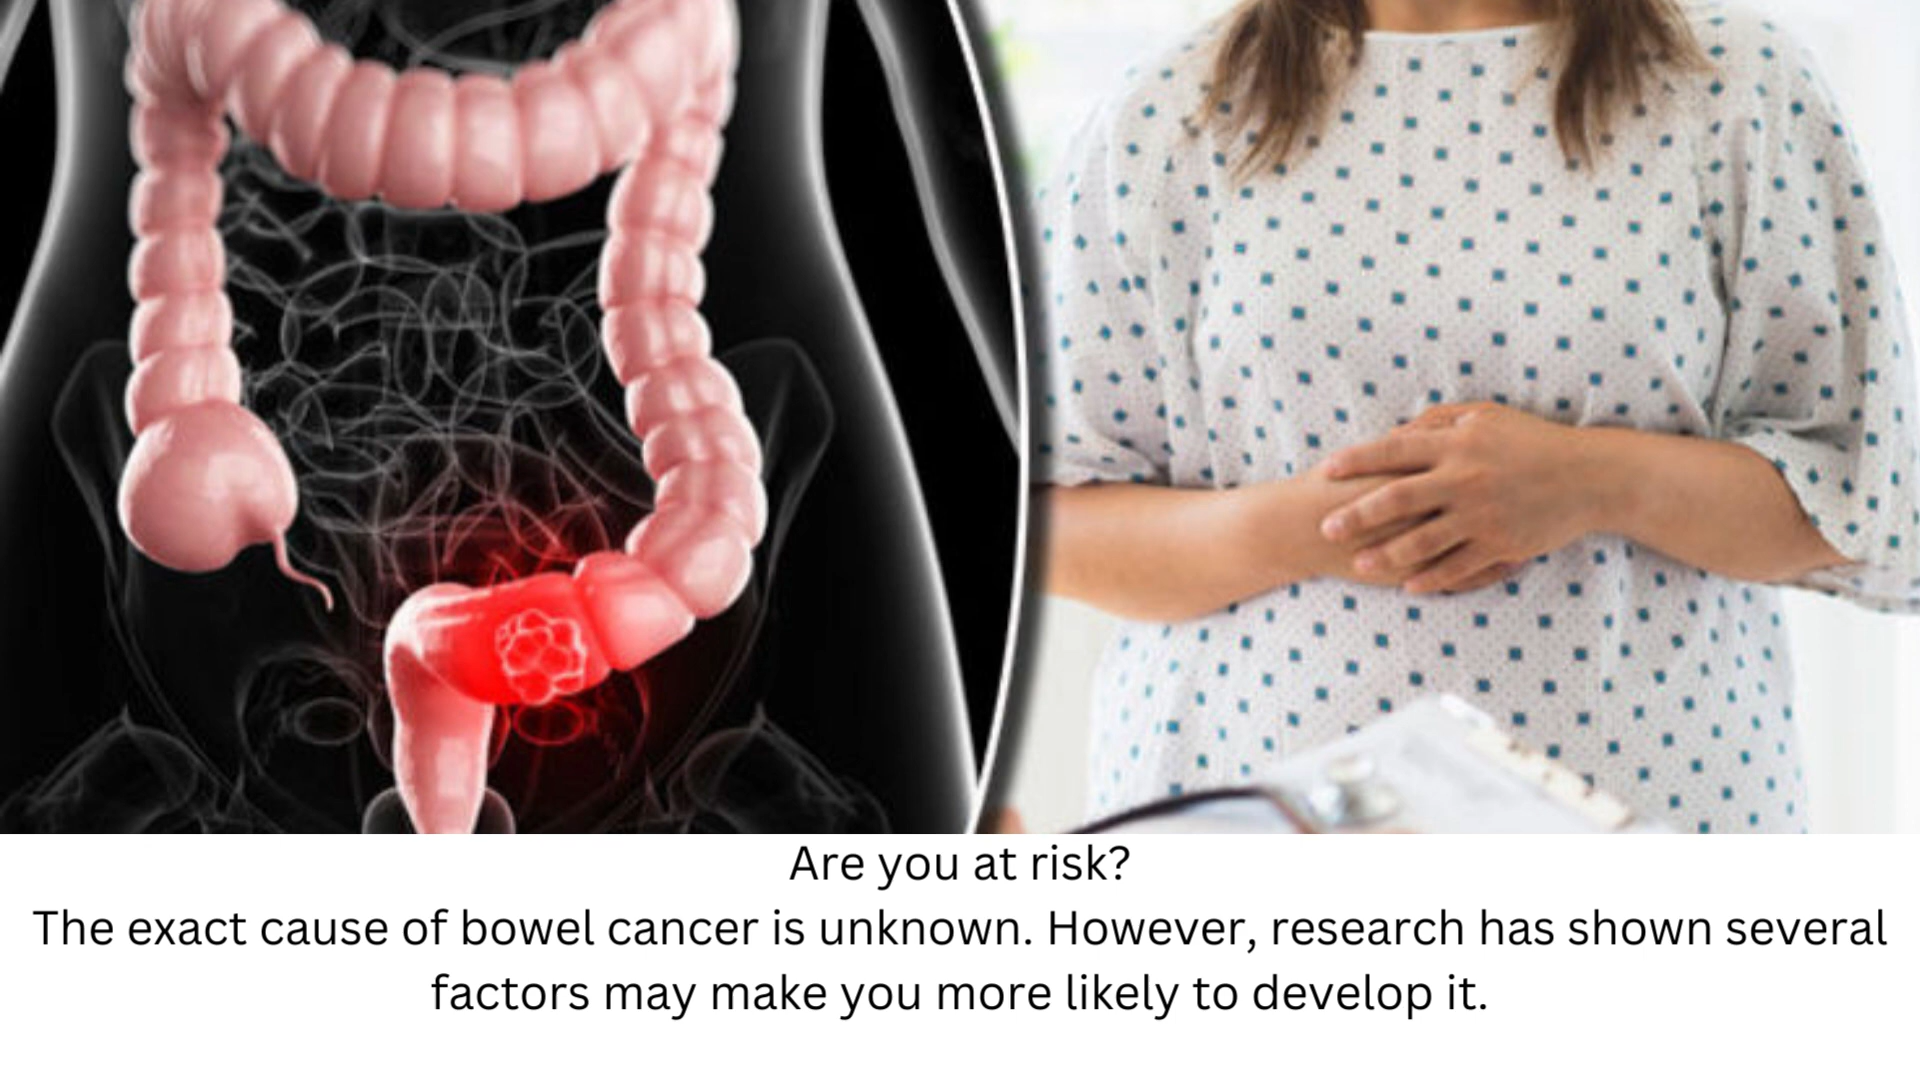 Are you at risk?
The exact cause of bowel cancer is unknown. However, research has shown several
factors may make you more likely to develop it.